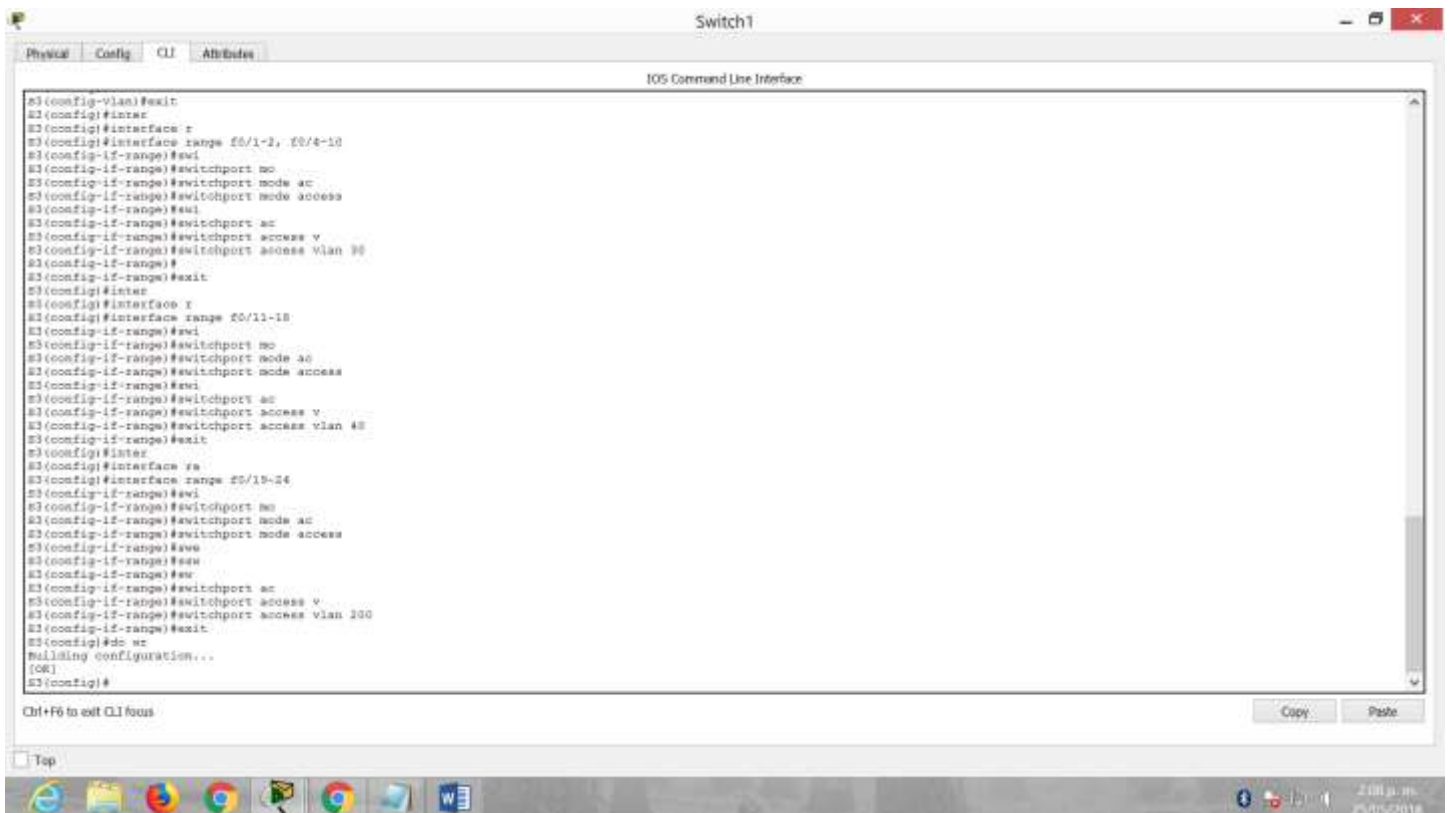 Switch1
Physical Config CLI Attributes
IOS Command Line Interface
S3(config-vlan)#exit
S3(config)#inter
S3(config)#interface r
S3(config)#interface range f0/1-2, f0/4-10
S3(config-if-range)#swi
S3(config-if-range)#switchport mo
S3(config-if-range)#switchport mode ac
S3(config-if-range)#switchport mode access
S3(config-if-range)#swi
S3(config-if-range)#switchport ac
S3(config-if-range)#switchport access v
S3(config-if-range)#switchport access vlan 30
S3(config-if-range)#
S3(config-if-range)#exit
S3(config)#inter
S3(config)#interface r
S3(config)#interface range f0/11-18
S3(config-if-range)#swi
S3(config-if-range)#switchport mo
S3(config-if-range)#switchport mode ac
S3(config-if-range)#switchport mode access
S3(config-if-range)#swi
S3(config-if-range)#switchport ac
S3(config-if-range)#switchport access v
S3(config-if-range)#switchport access vlan 40
S3(config-if-range)#exit
S3(config)#inter
S3(config)#interface ra
S3(config)#interface range f0/19-24
S3(config-if-range)#swi
S3(config-if-range)#switchport mo
S3(config-if-range)#switchport mode ac
S3(config-if-range)#switchport mode access
S3(config-if-range)#swe
S3(config-if-range)#sw
S3(config-if-range)#switchport ac
S3(config-if-range)#switchport access v
S3(config-if-range)#switchport access vlan 200
S3(config-if-range)#exit
S3(config)#do wr
Building configuration...
[OK]
S3(config)#
Ctrl+F6 to exit CLI focus
Copy Paste
Top
2:08 p. m.
25/05/2018